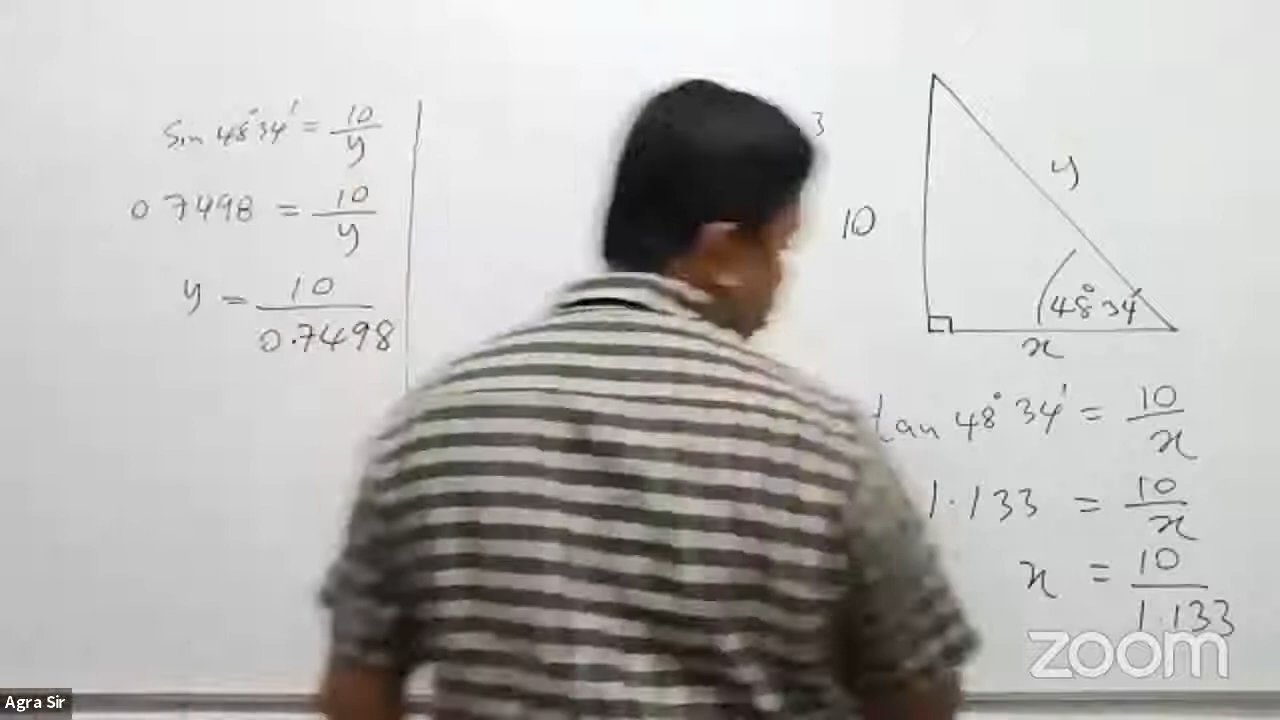 sin 48°34' = 10/y
0.7498 = 10/y
y = 10/0.7498
3
10
y
48°34'
x
tan 48°34' = 10/x
1.133 = 10/x
x = 10/1.133
zoom
Agra Sir